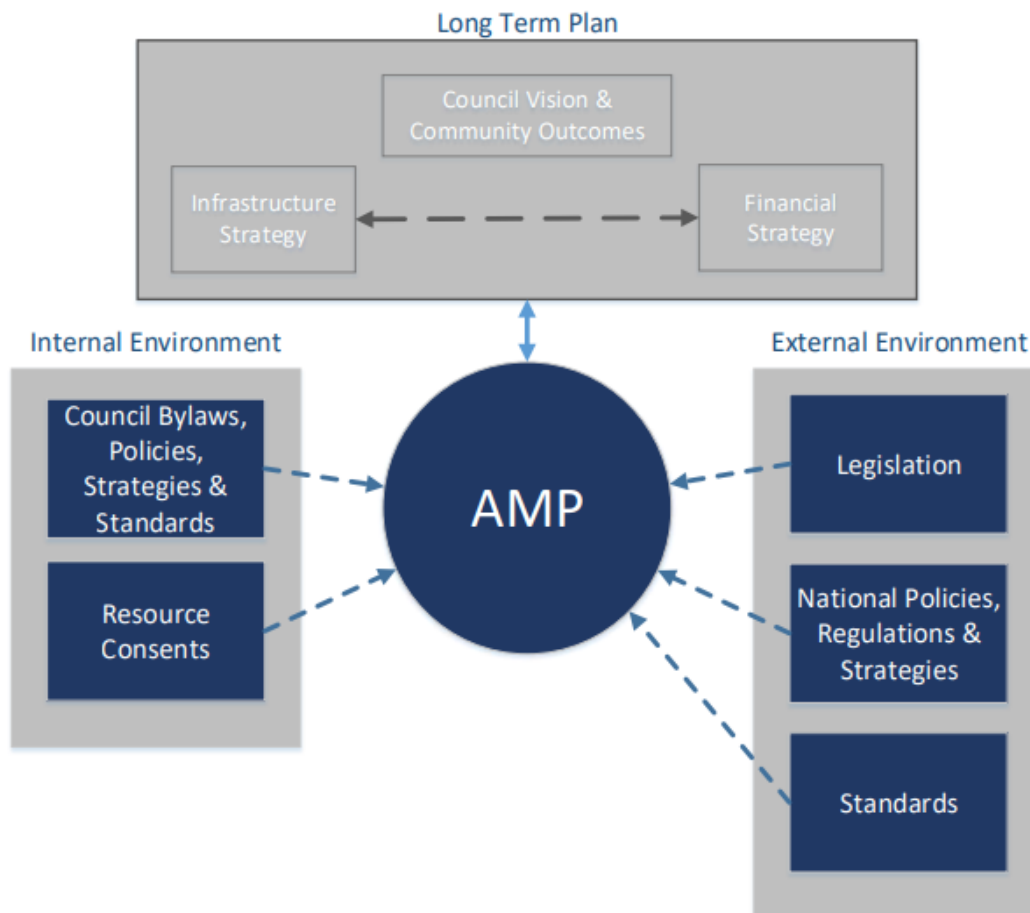 Long Term Plan
Council Vision &
Community Outcomes
Infrastructure
Strategy
Financial
Strategy
Internal Environment
Council Bylaws,
Policies,
Strategies &
Standards
Resource
Consents
AMP
External Environment
Legislation
National Policies,
Regulations &
Strategies
Standards